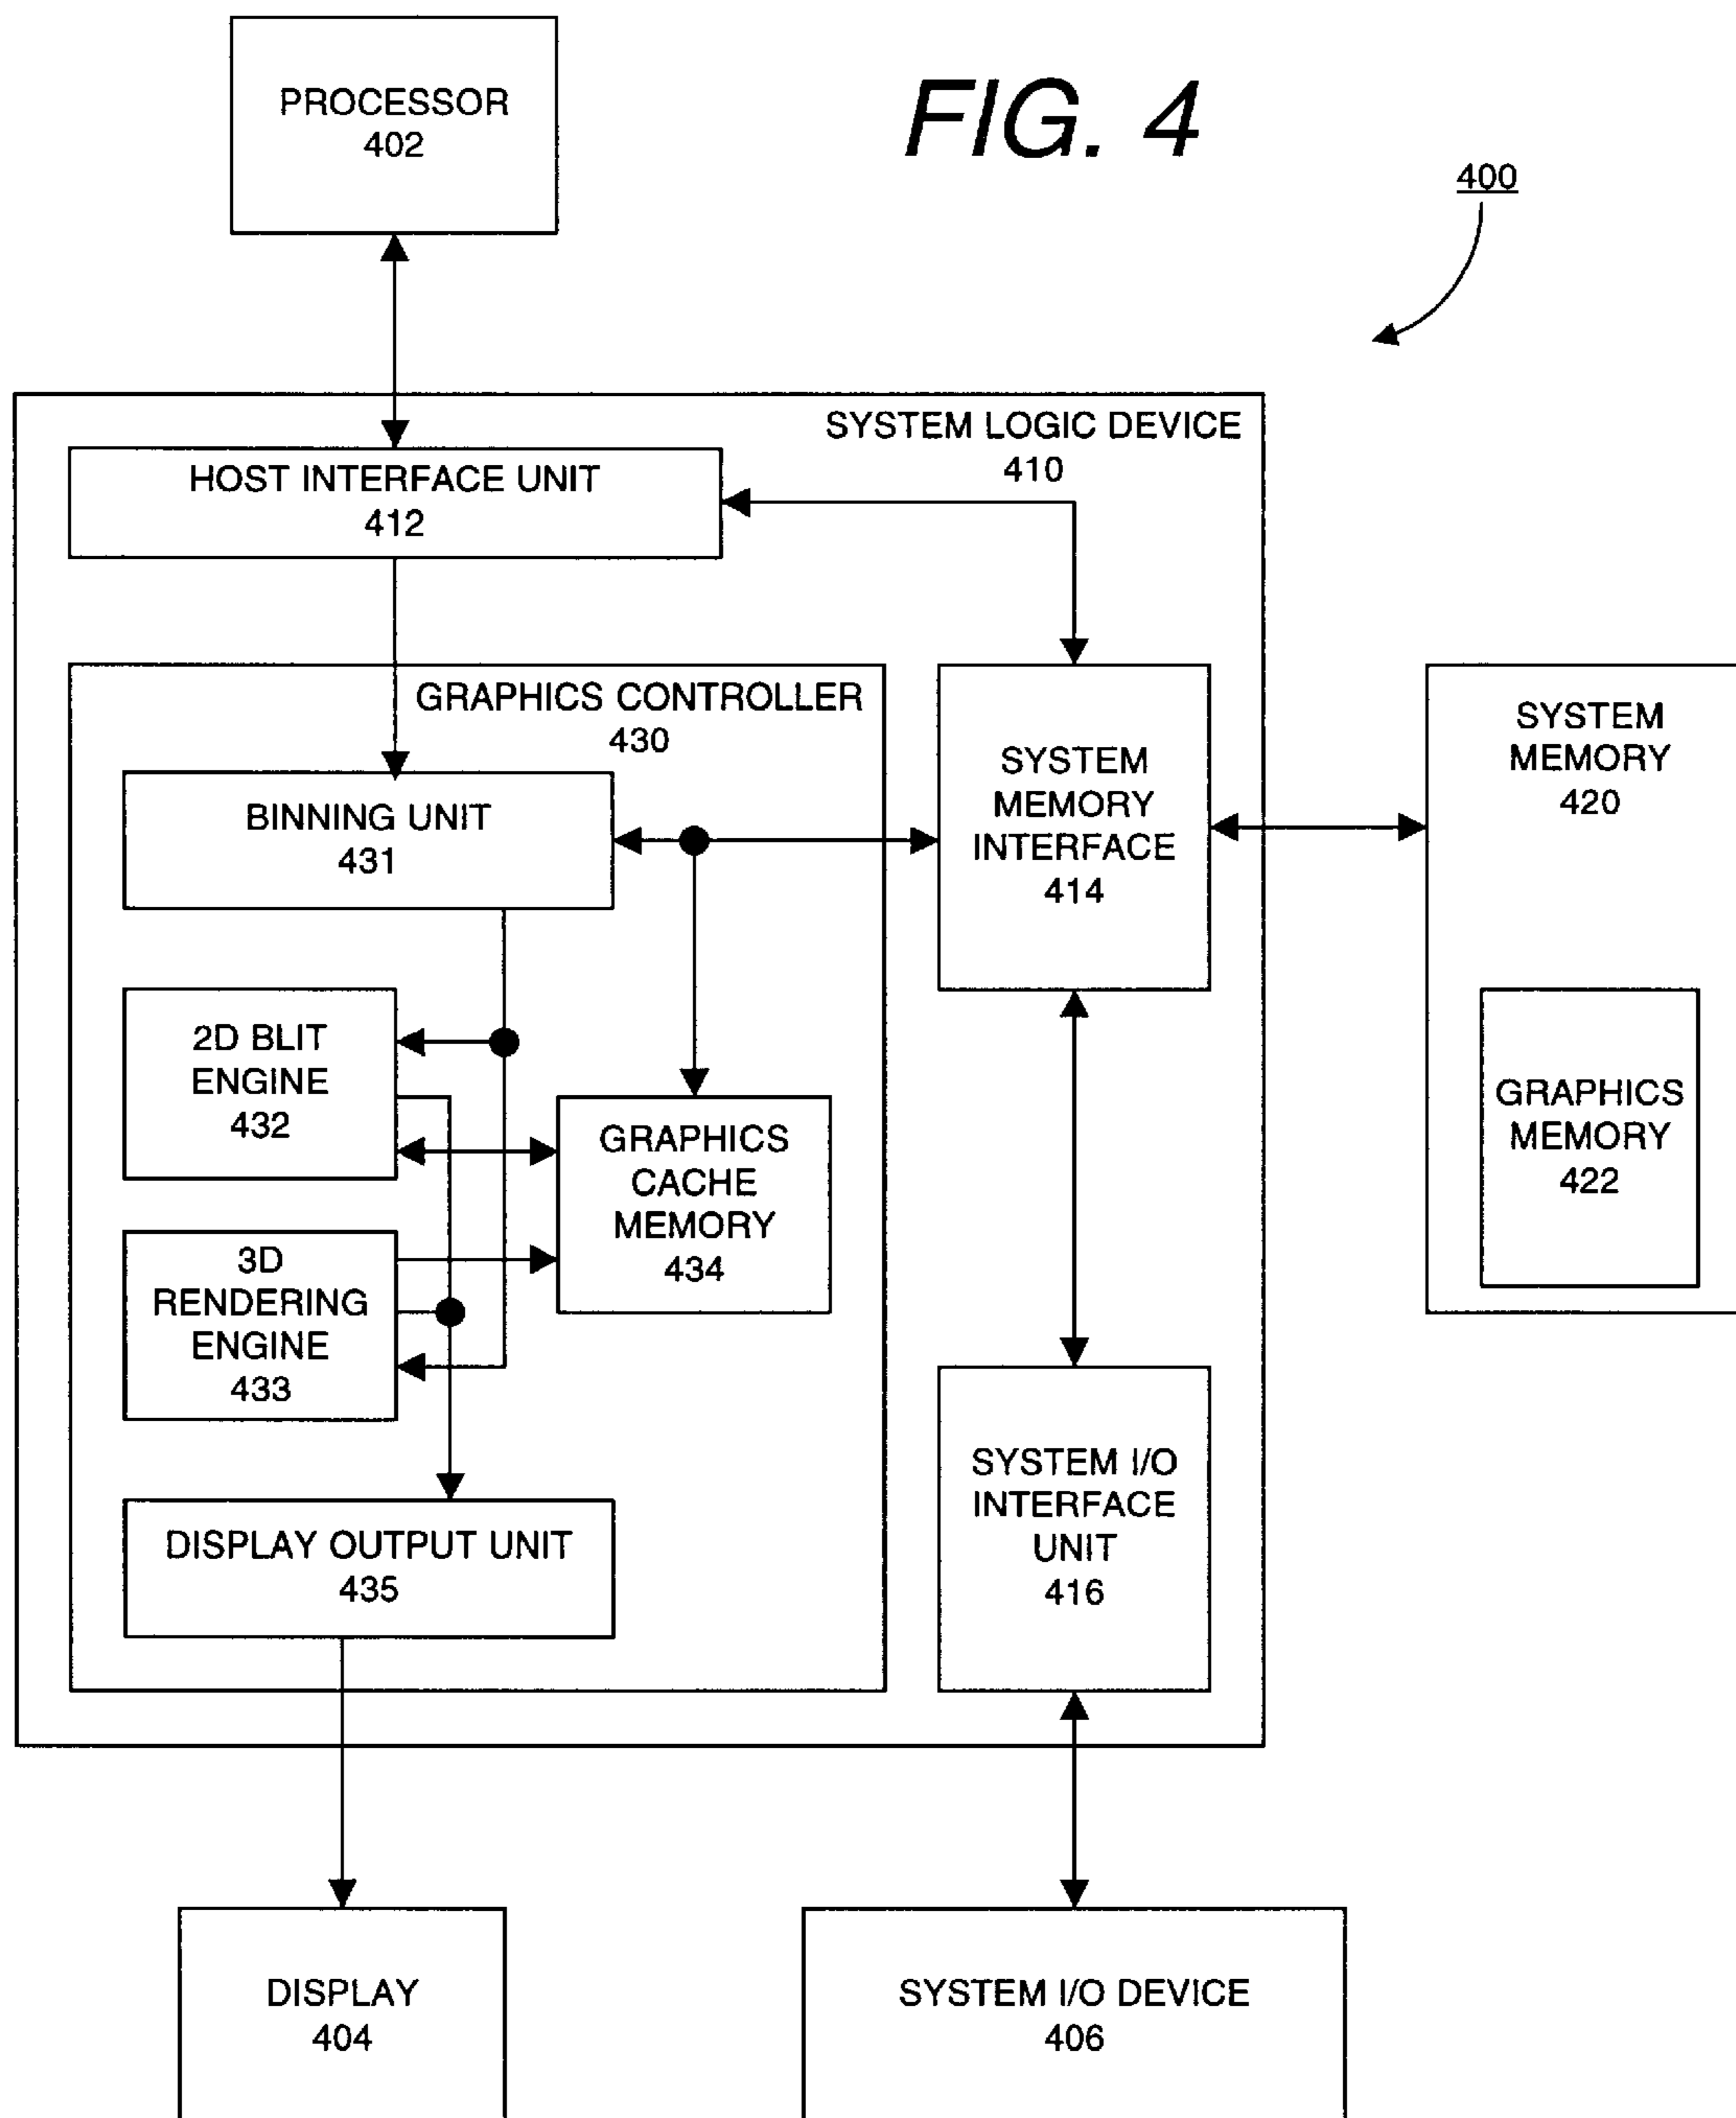 PROCESSOR
402
FIG. 4
400
SYSTEM LOGIC DEVICE
410
HOST INTERFACE UNIT
412
GRAPHICS CONTROLLER
430
BINNING UNIT
431
SYSTEM
MEMORY
INTERFACE
414
SYSTEM
MEMORY
420
2D BLIT
ENGINE
432
GRAPHICS
CACHE
MEMORY
434
GRAPHICS
MEMORY
422
3D
RENDERING
ENGINE
433
SYSTEM I/O
INTERFACE
UNIT
416
DISPLAY OUTPUT UNIT
435
DISPLAY
404
SYSTEM I/O DEVICE
406